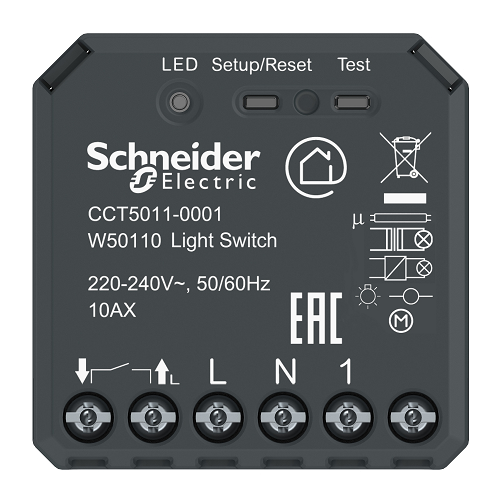 LED Setup/Reset Test
Schneider
Electric
CCT5011-0001
W50110 Light Switch
220-240V~, 50/60Hz
10AX
EAC
μ
M
L L N 1